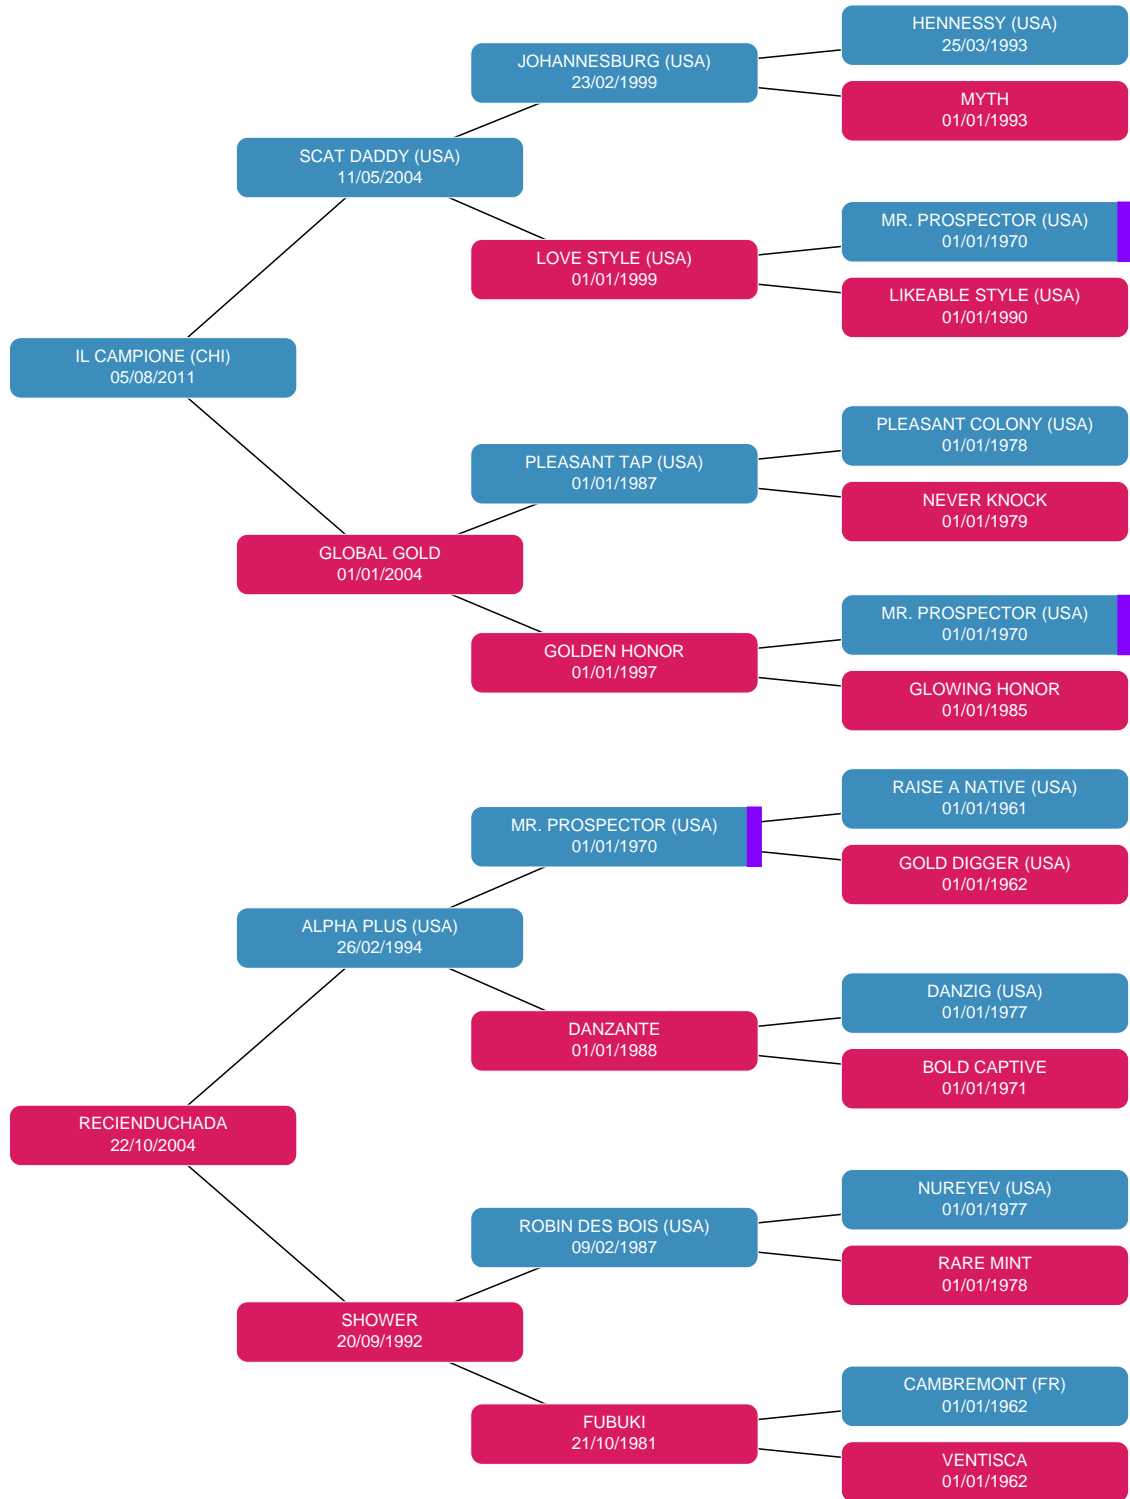 HENNESSY (USA)
25/03/1993
JOHANNESBURG (USA)
23/02/1999
MYTH
01/01/1993
SCAT DADDY (USA)
11/05/2004
MR. PROSPECTOR (USA)
01/01/1970
LOVE STYLE (USA)
01/01/1999
LIKEABLE STYLE (USA)
01/01/1990
IL CAMPIONE (CHI)
05/08/2011
PLEASANT COLONY (USA)
01/01/1978
PLEASANT TAP (USA)
01/01/1987
NEVER KNOCK
01/01/1979
GLOBAL GOLD
01/01/2004
MR. PROSPECTOR (USA)
01/01/1970
GOLDEN HONOR
01/01/1997
GLOWING HONOR
01/01/1985
RAISE A NATIVE (USA)
01/01/1961
MR. PROSPECTOR (USA)
01/01/1970
GOLD DIGGER (USA)
01/01/1962
ALPHA PLUS (USA)
26/02/1994
DANZIG (USA)
01/01/1977
DANZANTE
01/01/1988
BOLD CAPTIVE
01/01/1971
RECIENDUCHADA
22/10/2004
NUREYEV (USA)
01/01/1977
ROBIN DES BOIS (USA)
09/02/1987
RARE MINT
01/01/1978
SHOWER
20/09/1992
CAMBREMONT (FR)
01/01/1962
FUBUKI
21/10/1981
VENTISCA
01/01/1962